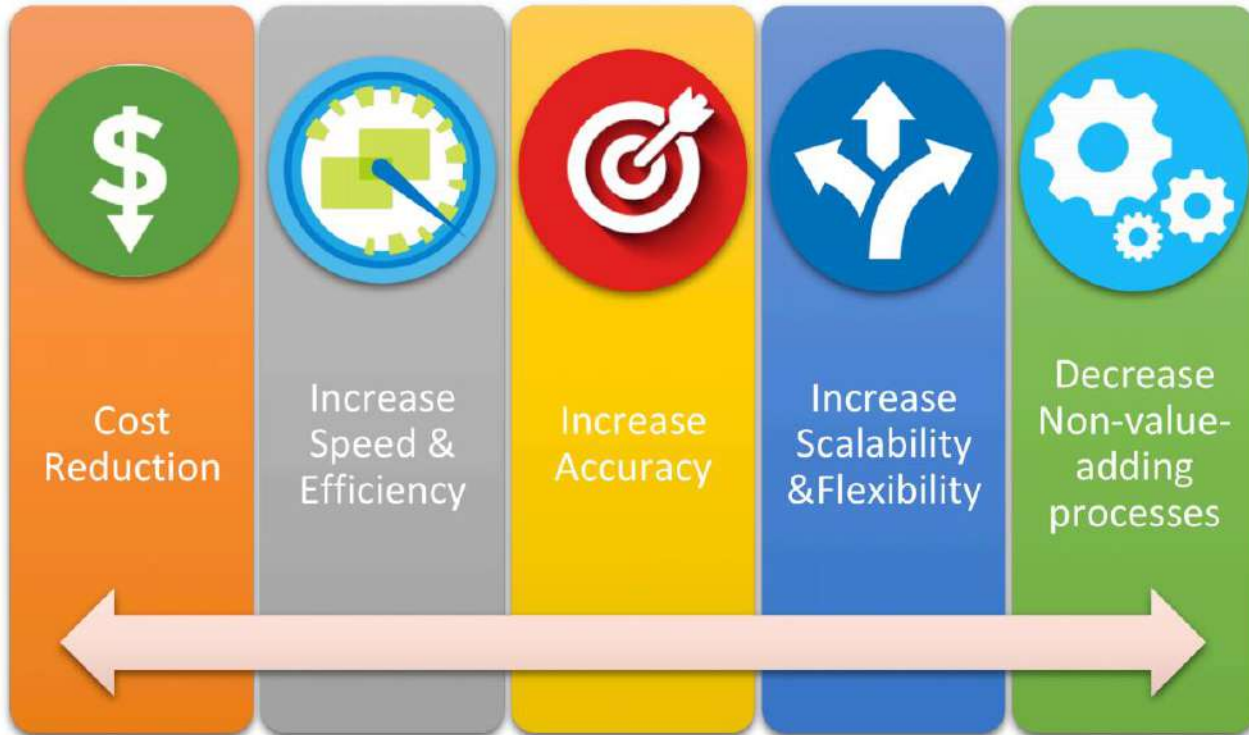 Cost
Reduction
Increase
Speed &
Efficiency
Increase
Accuracy
Increase
Scalability
&Flexibility
Decrease
Non-value-
adding
processes